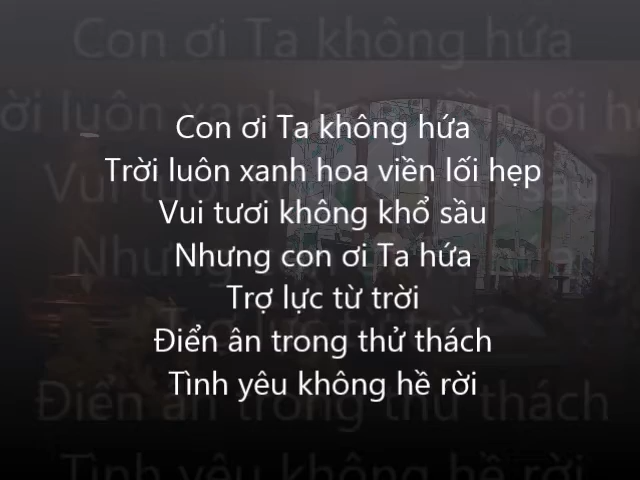 Con ơi Ta không hứa
Trời luôn xanh hoa viền lối hẹp
Vui tươi không khổ sầu
Nhưng con ơi Ta hứa
Trợ lực từ trời
Điển ân trong thử thách
Tình yêu không hề rời